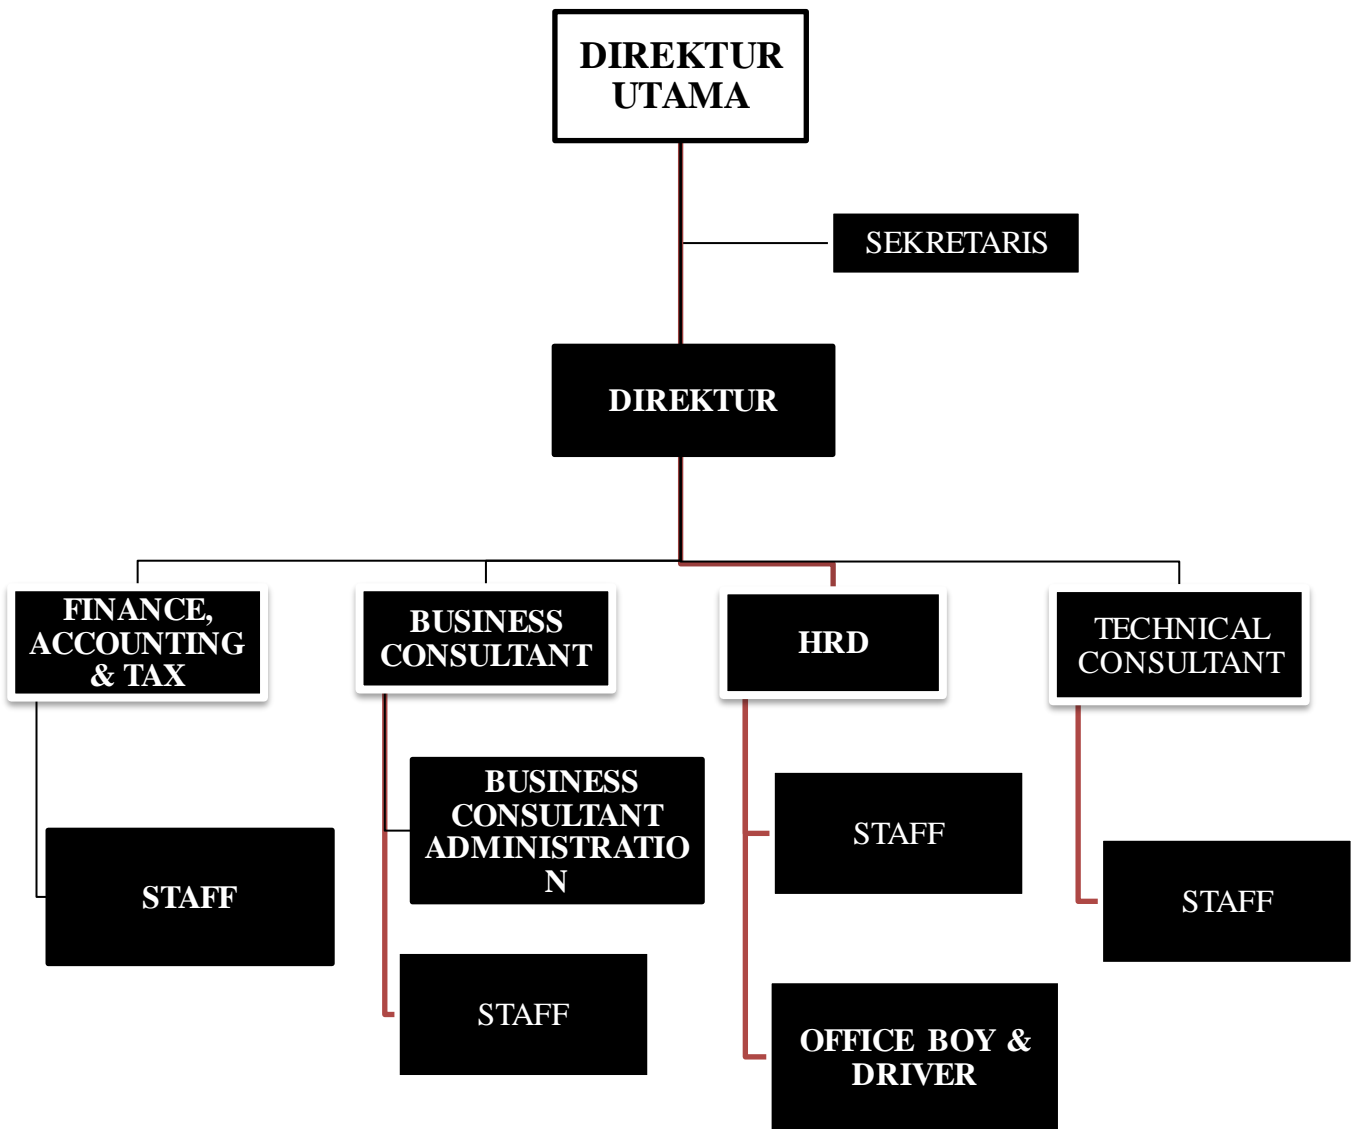 DIREKTUR
UTAMA
SEKRETARIS
DIREKTUR
FINANCE,
ACCOUNTING
& TAX
BUSINESS
CONSULTANT
HRD
TECHNICAL
CONSULTANT
STAFF
BUSINESS
CONSULTANT
ADMINISTRATIO
N
STAFF
STAFF
OFFICE BOY &
DRIVER
STAFF